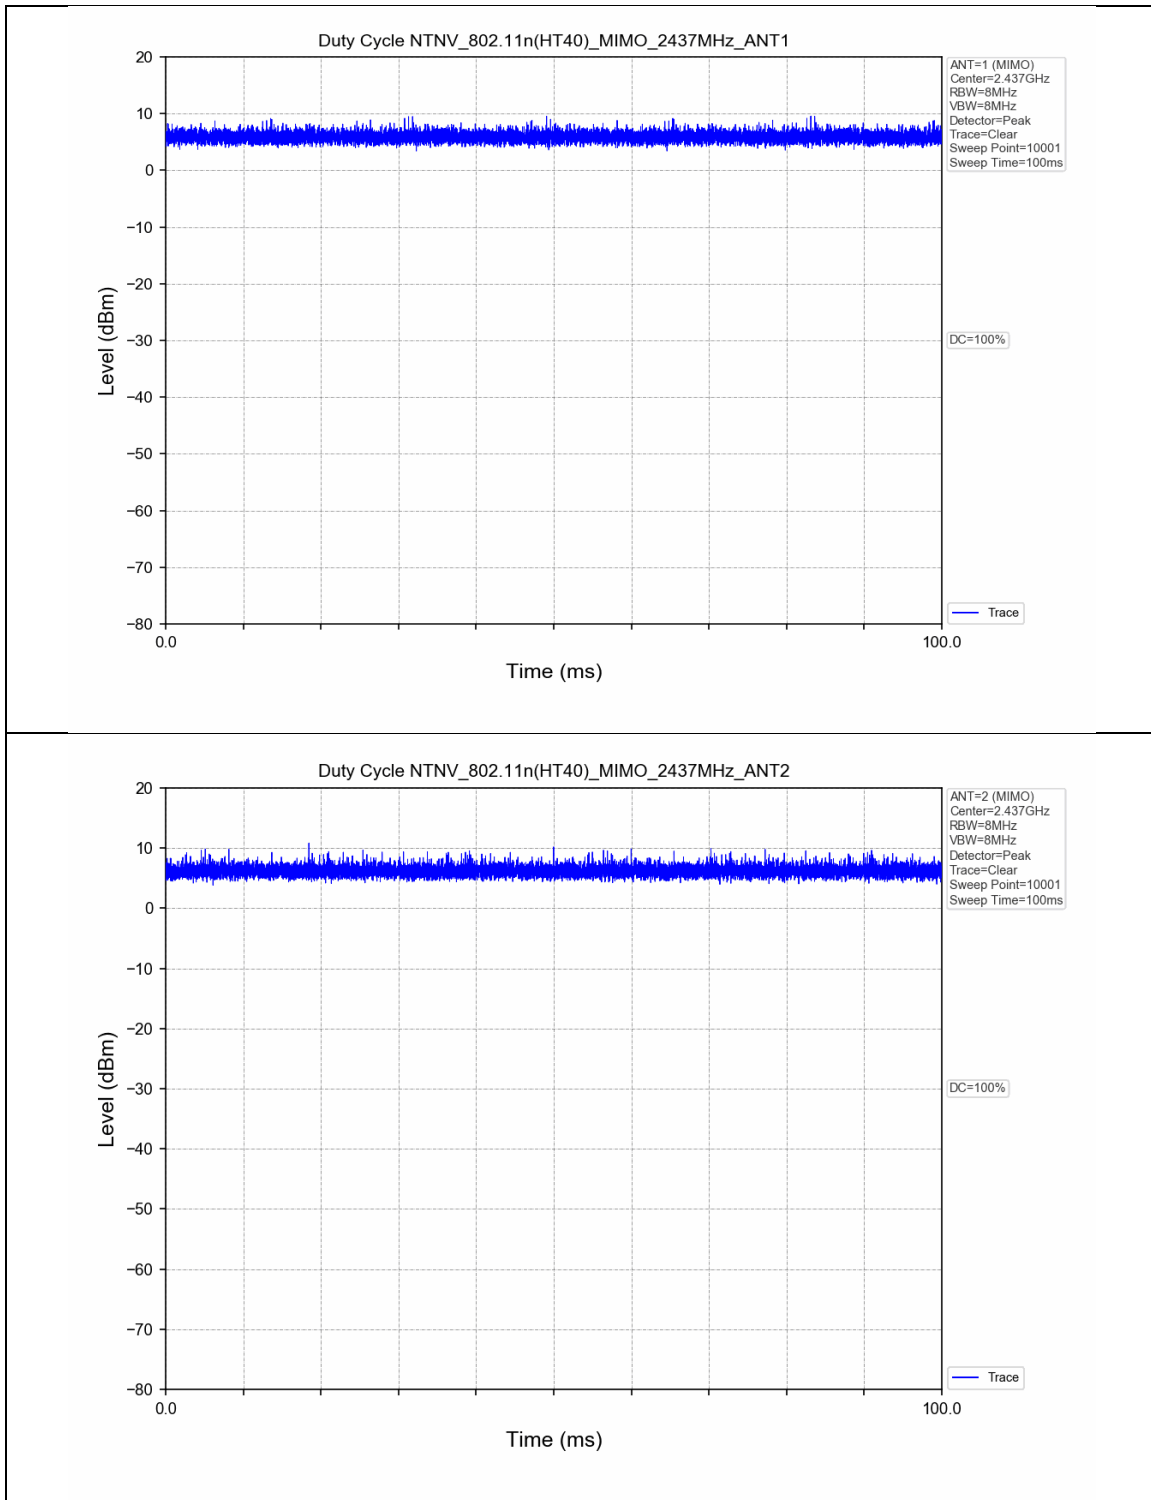 Duty Cycle NTNV_802.11n(HT40)_MIMO_2437MHz_ANT1
20
10
0
−10
−20
−30
−40
−50
−60
−70
−80
Level (dBm)
0.0
100.0
Time (ms)
ANT=1 (MIMO)
Center=2.437GHz
RBW=8MHz
VBW=8MHz
Detector=Peak
Trace=Clear
Sweep Point=10001
Sweep Time=100ms
DC=100%
Trace
Duty Cycle NTNV_802.11n(HT40)_MIMO_2437MHz_ANT2
20
10
0
−10
−20
−30
−40
−50
−60
−70
−80
Level (dBm)
0.0
100.0
Time (ms)
ANT=2 (MIMO)
Center=2.437GHz
RBW=8MHz
VBW=8MHz
Detector=Peak
Trace=Clear
Sweep Point=10001
Sweep Time=100ms
DC=100%
Trace